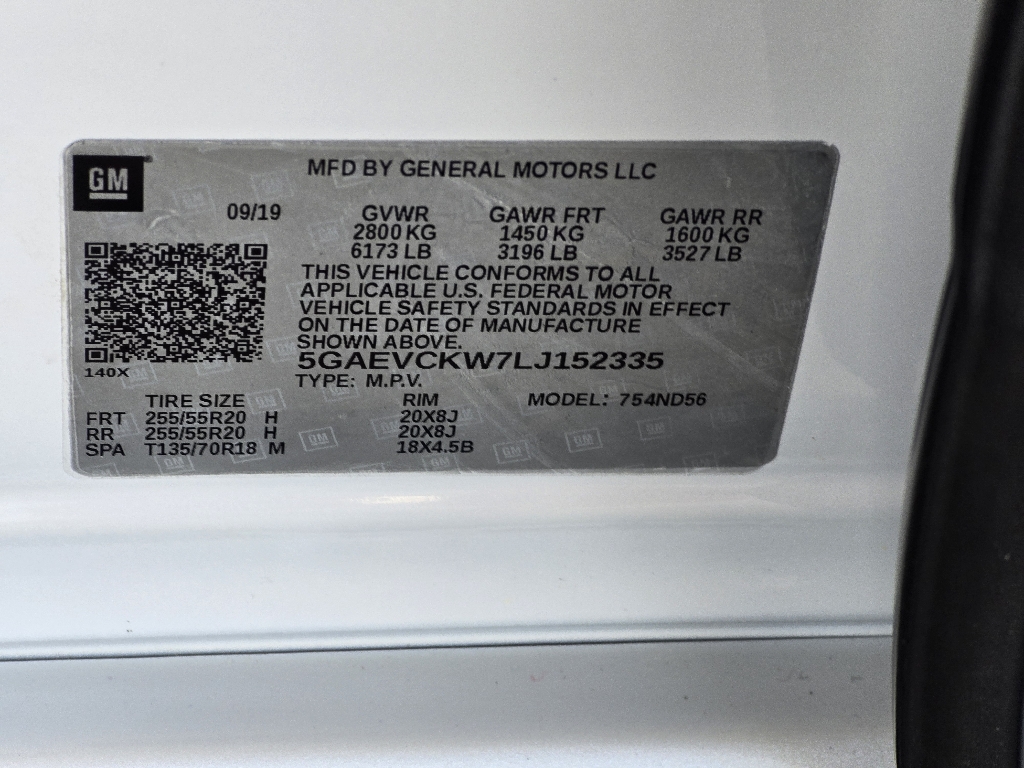 GM
MFD BY GENERAL MOTORS LLC
09/19 GVWR GAWR FRT GAWR RR
2800 KG 1450 KG 1600 KG
6173 LB 3196 LB 3527 LB
THIS VEHICLE CONFORMS TO ALL
APPLICABLE U.S. FEDERAL MOTOR
VEHICLE SAFETY STANDARDS IN EFFECT
ON THE DATE OF MANUFACTURE
SHOWN ABOVE.
5GAEVCKW7LJ152335
140X
TYPE: M.P.V.
TIRE SIZE RIM MODEL: 754ND56
FRT 255/55R20 H 20X8J
RR 255/55R20 H 20X8J
SPA T135/70R18 M 18X4.5B